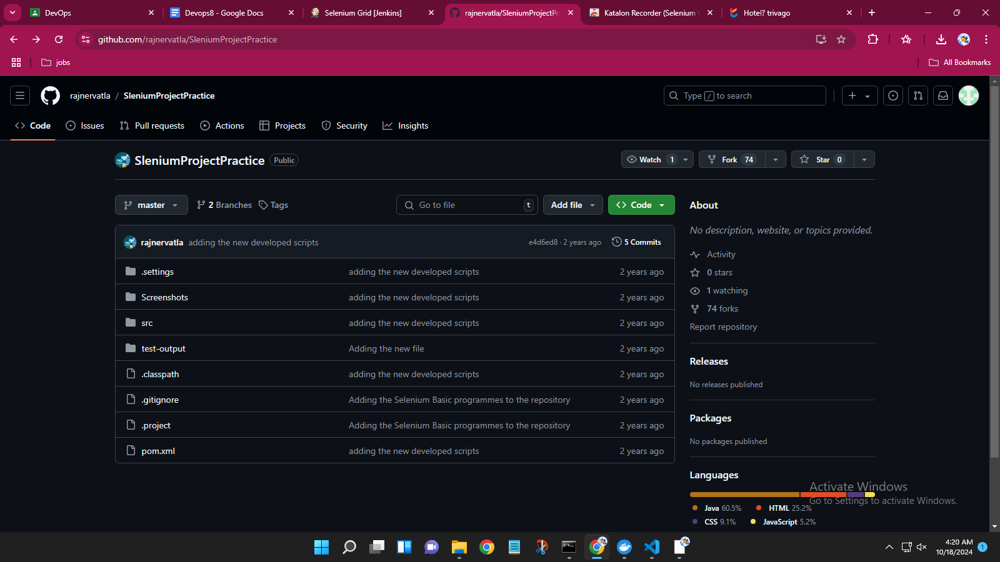 DevOps
Devops8 - Google Docs
Selenium Grid [Jenkins]
rajnervatla/SleniumProjectPr
Katalon Recorder (Selenium
Hotel? trivago
github.com/rajnervatla/SleniumProjectPractice
jobs
All Bookmarks
rajnervatla / SleniumProjectPractice
Type / to search
Code
Issues
Pull requests
Actions
Projects
Security
Insights
SleniumProjectPractice Public
Watch 1
Fork 74
Star 0
master
2 Branches
Tags
Go to file t
Add file
Code
rajnervatla adding the new developed scripts e4d6ed8 · 2 years ago 5 Commits
.settings adding the new developed scripts 2 years ago
Screenshots adding the new developed scripts 2 years ago
src adding the new developed scripts 2 years ago
test-output Adding the new file 2 years ago
.classpath adding the new developed scripts 2 years ago
.gitignore Adding the Selenium Basic programmes to the repository 2 years ago
.project Adding the Selenium Basic programmes to the repository 2 years ago
pom.xml adding the new developed scripts 2 years ago
About
No description, website, or topics provided.
Activity
0 stars
1 watching
74 forks
Report repository
Releases
No releases published
Packages
No packages published
Languages
Java 60.5% HTML 25.2%
CSS 9.1% JavaScript 5.2%
Activate Windows
Go to Settings to activate Windows.
4:20 AM
10/18/2024
1